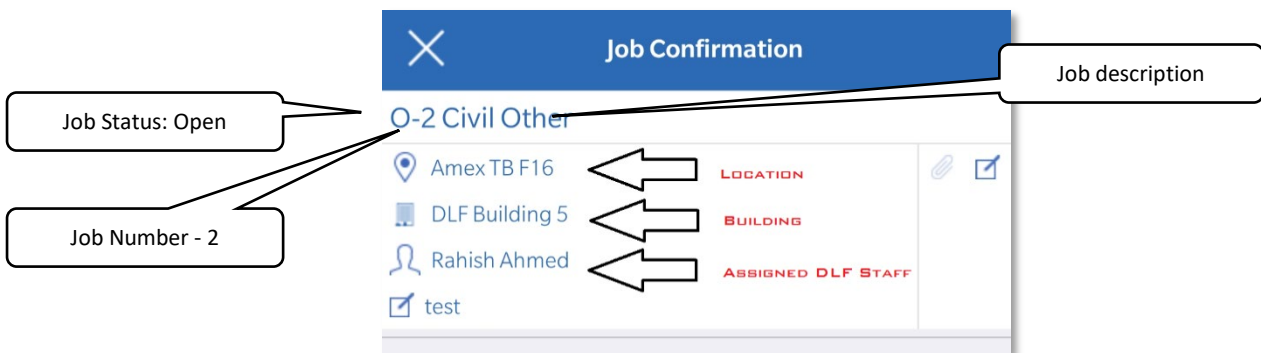 Job Confirmation
Job description
Job Status: Open
O-2 Civil Other
Amex TB F16
LOCATION
DLF Building 5
BUILDING
Job Number - 2
Rahish Ahmed
ASSIGNED DLF STAFF
test